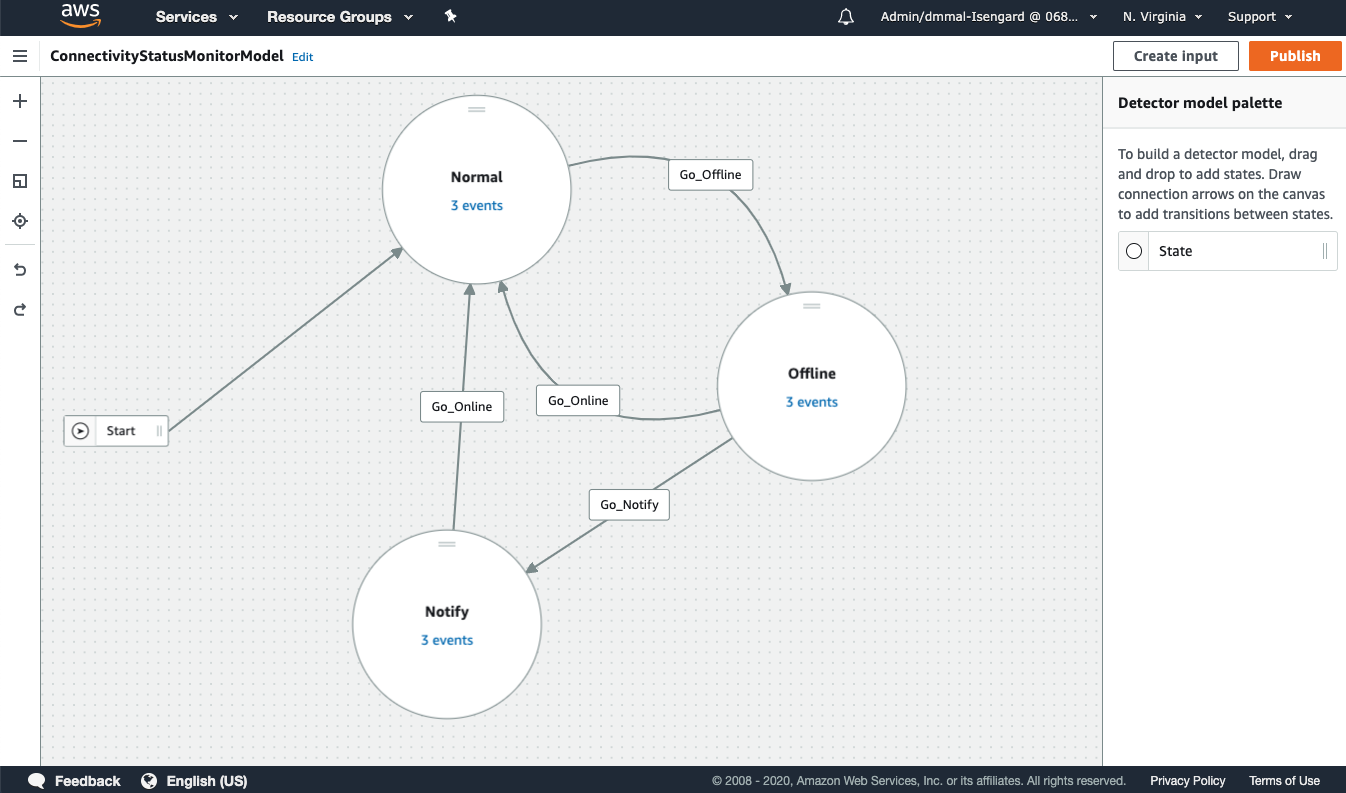 aws
Services
Resource Groups
Admin/dmmal-Isengard @ 068...
N. Virginia
Support
ConnectivityStatusMonitorModel Edit
Create input
Publish
Detector model palette
To build a detector model, drag
and drop to add states. Draw
connection arrows on the canvas
to add transitions between states.
State
Normal
3 events
Go_Offline
Offline
3 events
Go_Online
Go_Online
Start
Go_Notify
Notify
3 events
Feedback
English (US)
© 2008 - 2020, Amazon Web Services, Inc. or its affiliates. All rights reserved.
Privacy Policy
Terms of Use